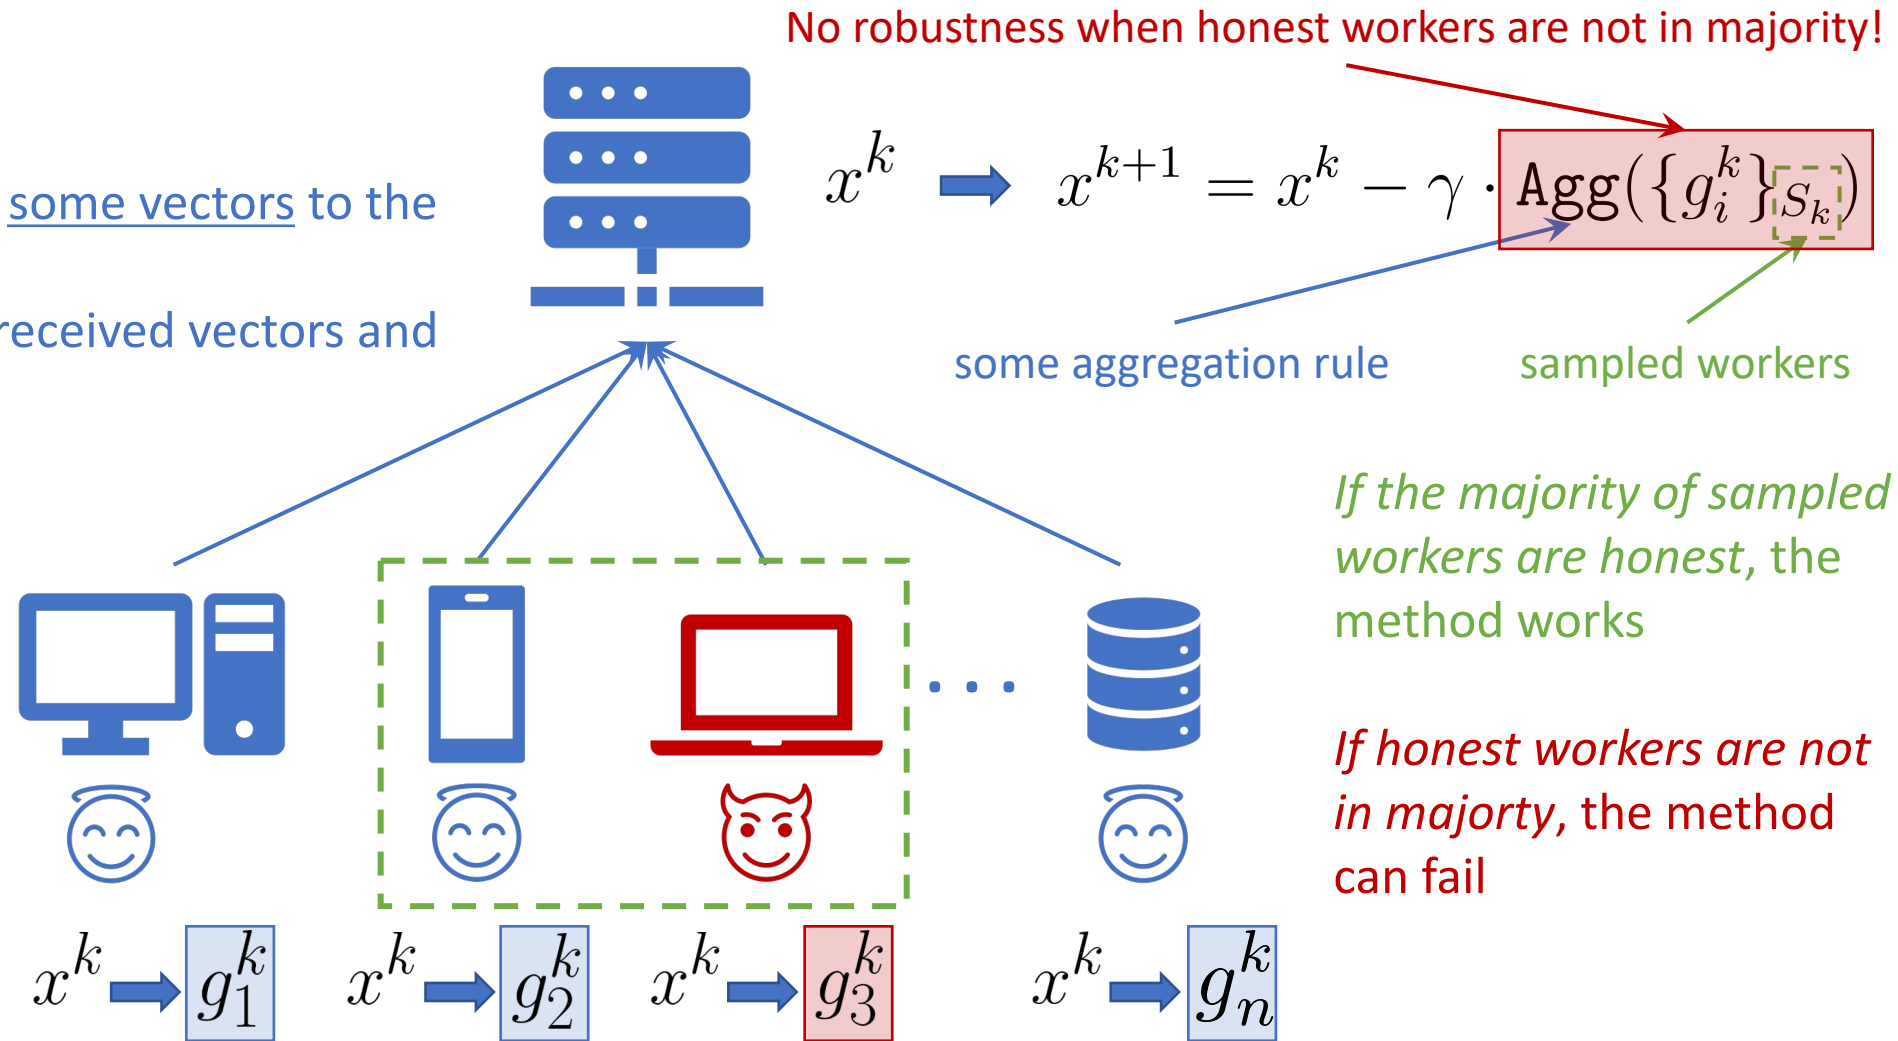 No robustness when honest workers are not in majority!
x^k x^{k+1} = x^k − γ · Agg({g_i^k}_{S_k})
some vectors to the
received vectors and
some aggregation rule
sampled workers
If the majority of sampled
workers are honest, the
method works
If honest workers are not
in majorty, the method
can fail
x^k g_1^k x^k g_2^k x^k g_3^k x^k g_n^k